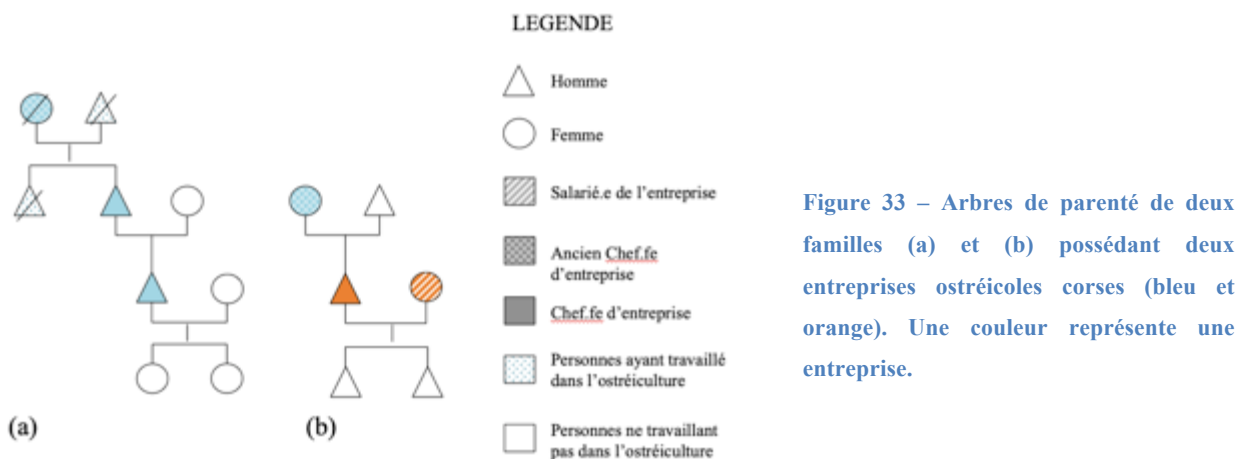 LEGENDE
Homme
Femme
Salarié.e de l'entreprise
Ancien Chef.fe
d'entreprise
Chef.fe d'entreprise
Personnes ayant travaillé
dans l'ostréiculture
Personnes ne travaillant
pas dans l'ostréiculture
(a)
(b)
Figure 33 – Arbres de parenté de deux
familles (a) et (b) possédant deux
entreprises ostréicoles corses (bleu et
orange). Une couleur représente une
entreprise.